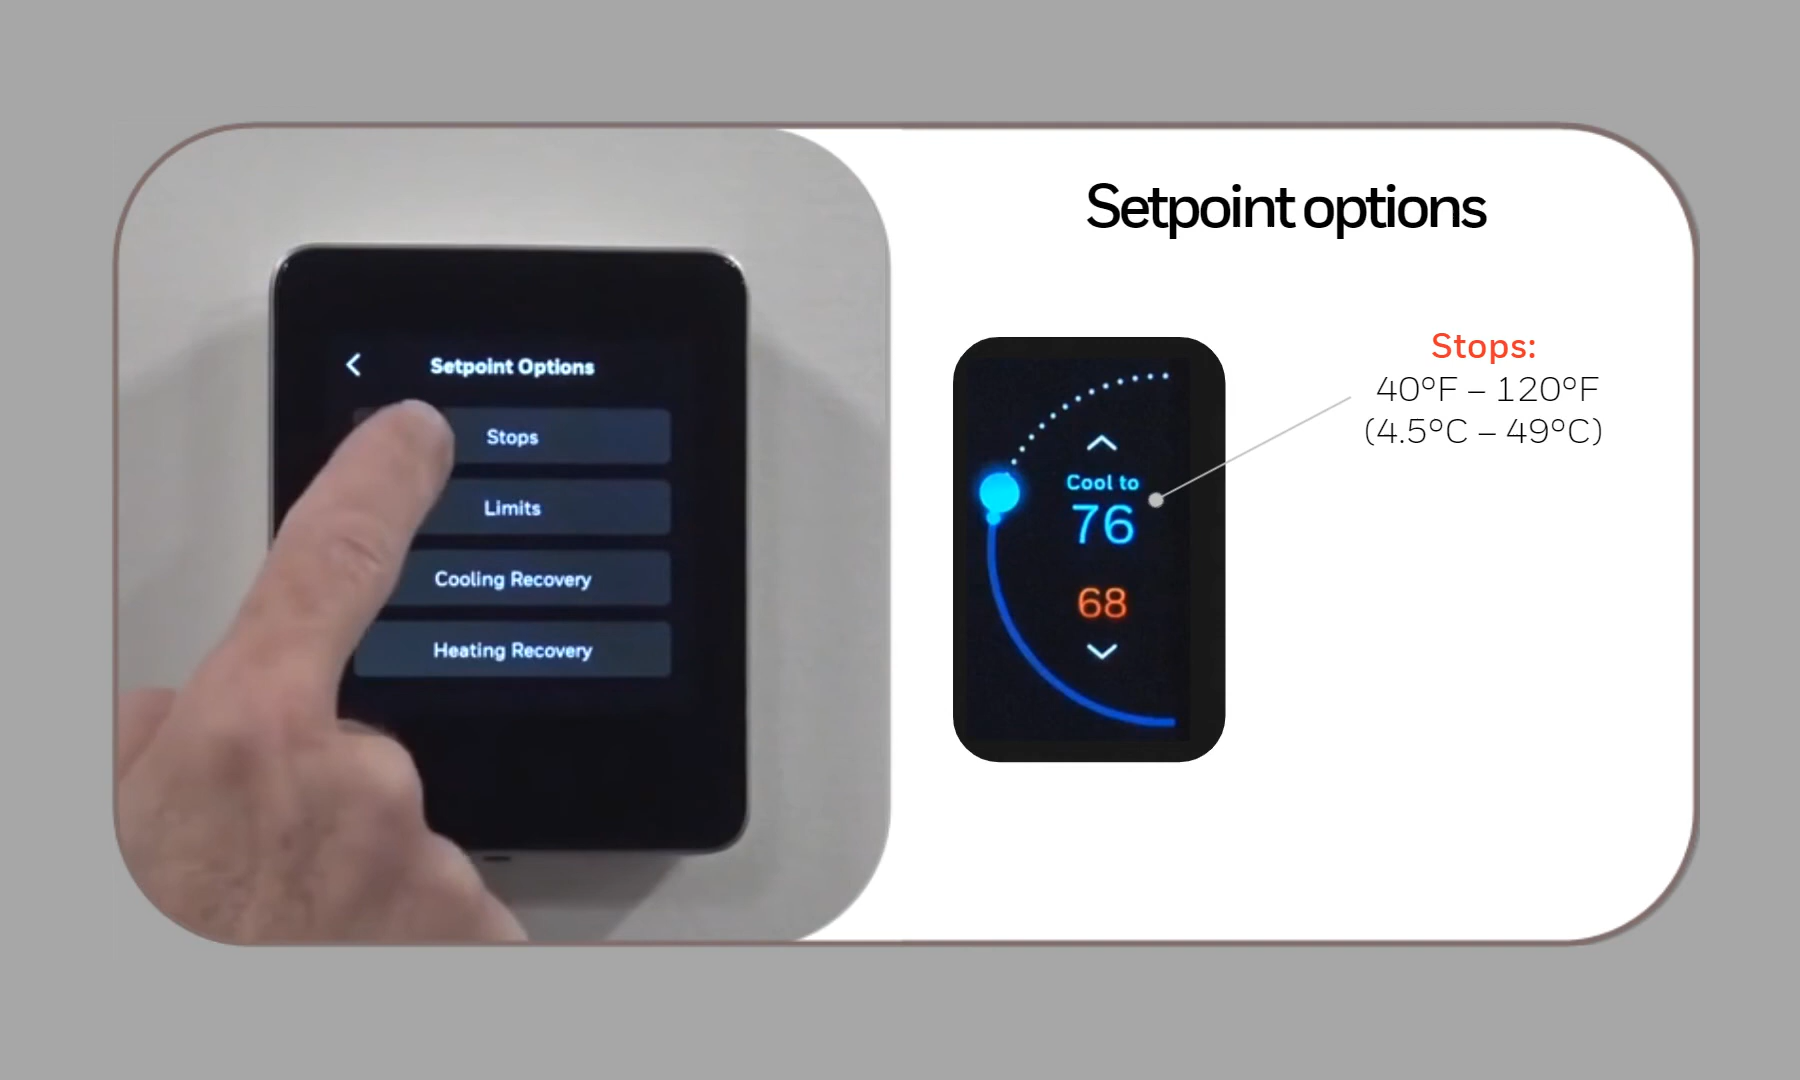 Setpoint Options
Stops
Limits
Cooling Recovery
Heating Recovery
Setpoint options
Cool to
76
68
Stops:
40°F – 120°F
(4.5°C – 49°C)